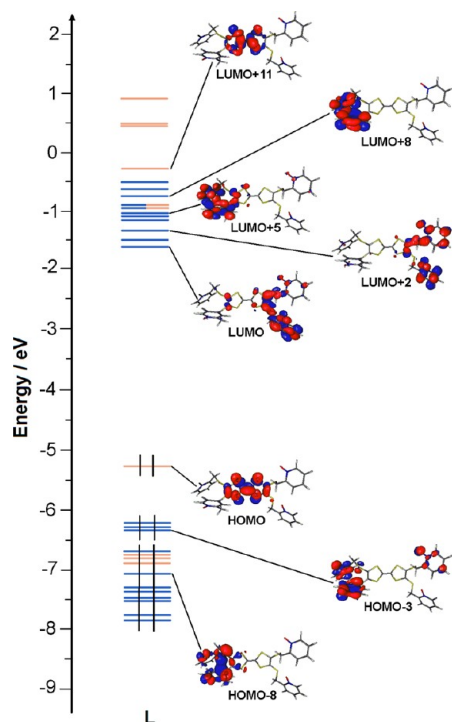 2
1
0
-1
-2
-3
-4
-5
-6
-7
-8
-9
Energy / eV
L
LUMO+11
LUMO+8
LUMO+5
LUMO+2
LUMO
HOMO
HOMO-3
HOMO-8